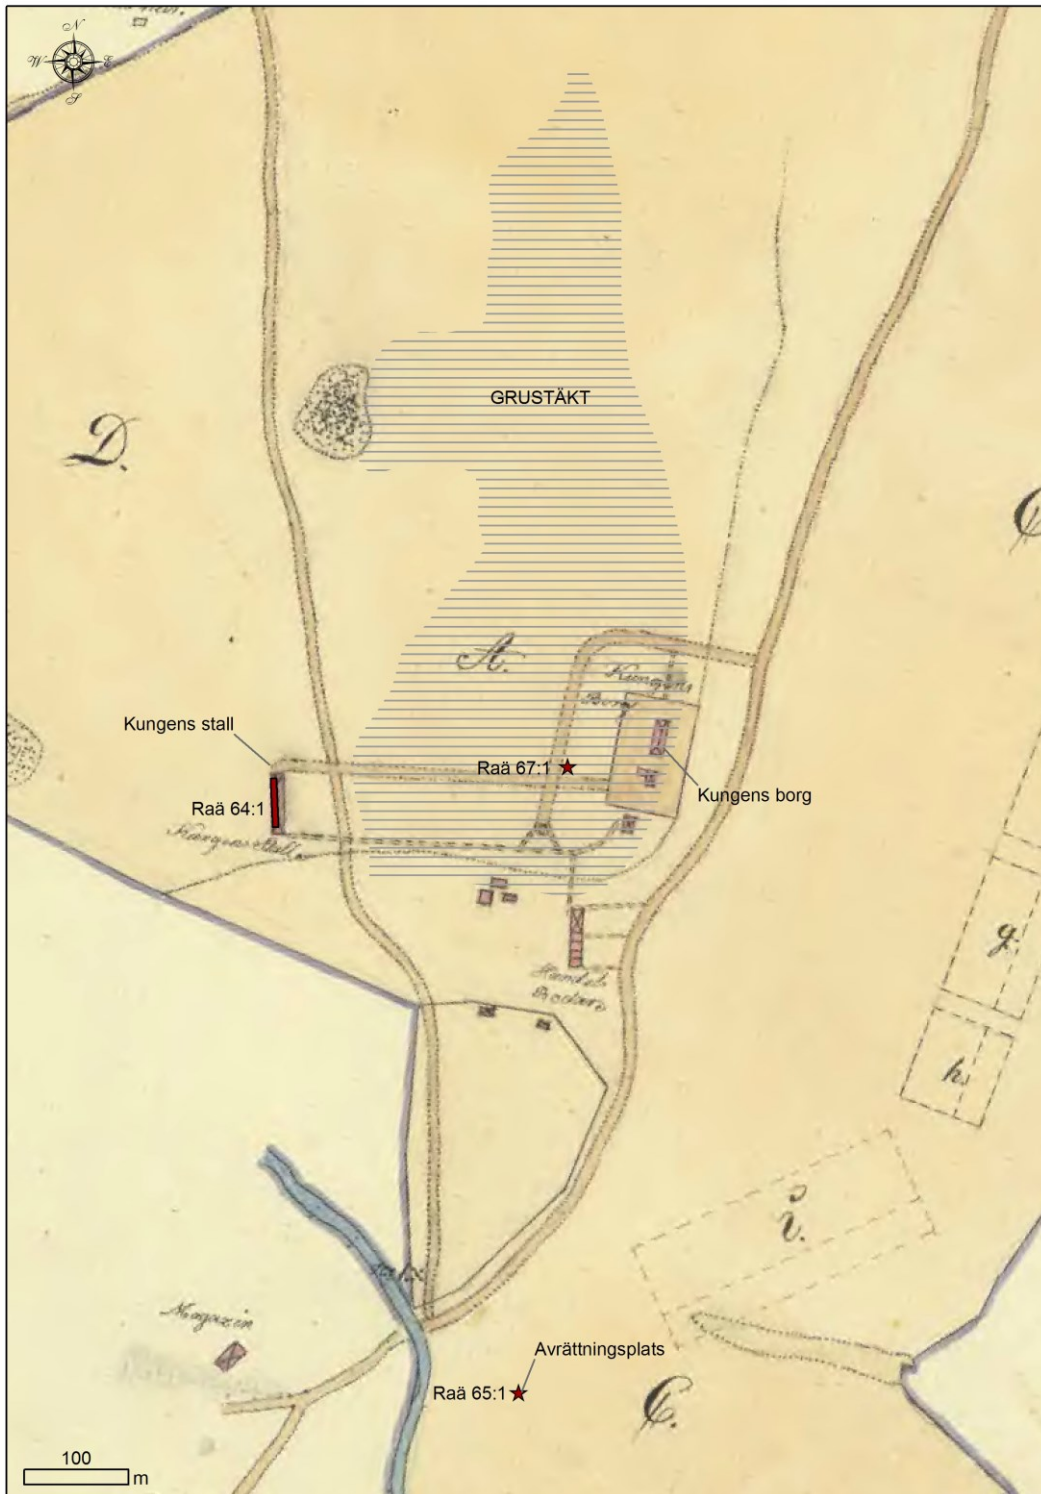 N
W E
S
GRUSTÄKT
D.
C
A.
Kungens
Borg
Kungens stall
Raä 67:1
Kungens borg
Raä 64:1
Kungens Stall
g.
Handels
Bodar
h.
i.
Magazin
Avrättningsplats
Raä 65:1
C.
100
m